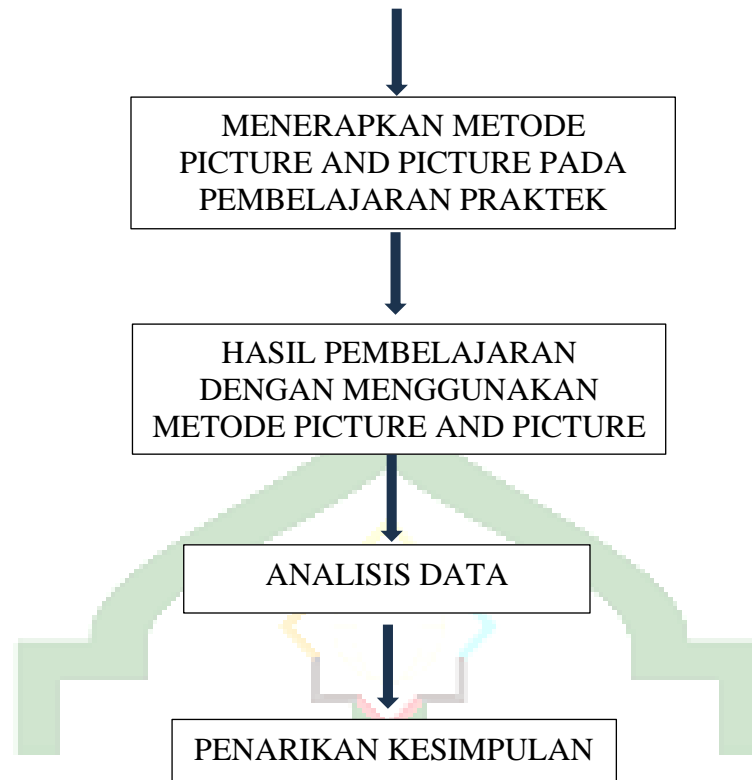 MENERAPKAN METODE
PICTURE AND PICTURE PADA
PEMBELAJARAN PRAKTEK
HASIL PEMBELAJARAN
DENGAN MENGGUNAKAN
METODE PICTURE AND PICTURE
ANALISIS DATA
PENARIKAN KESIMPULAN